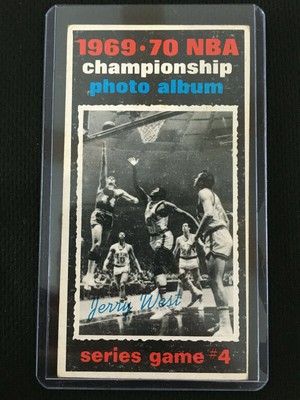 1969·70 NBA
championship
photo album
Jerry West
series game #4